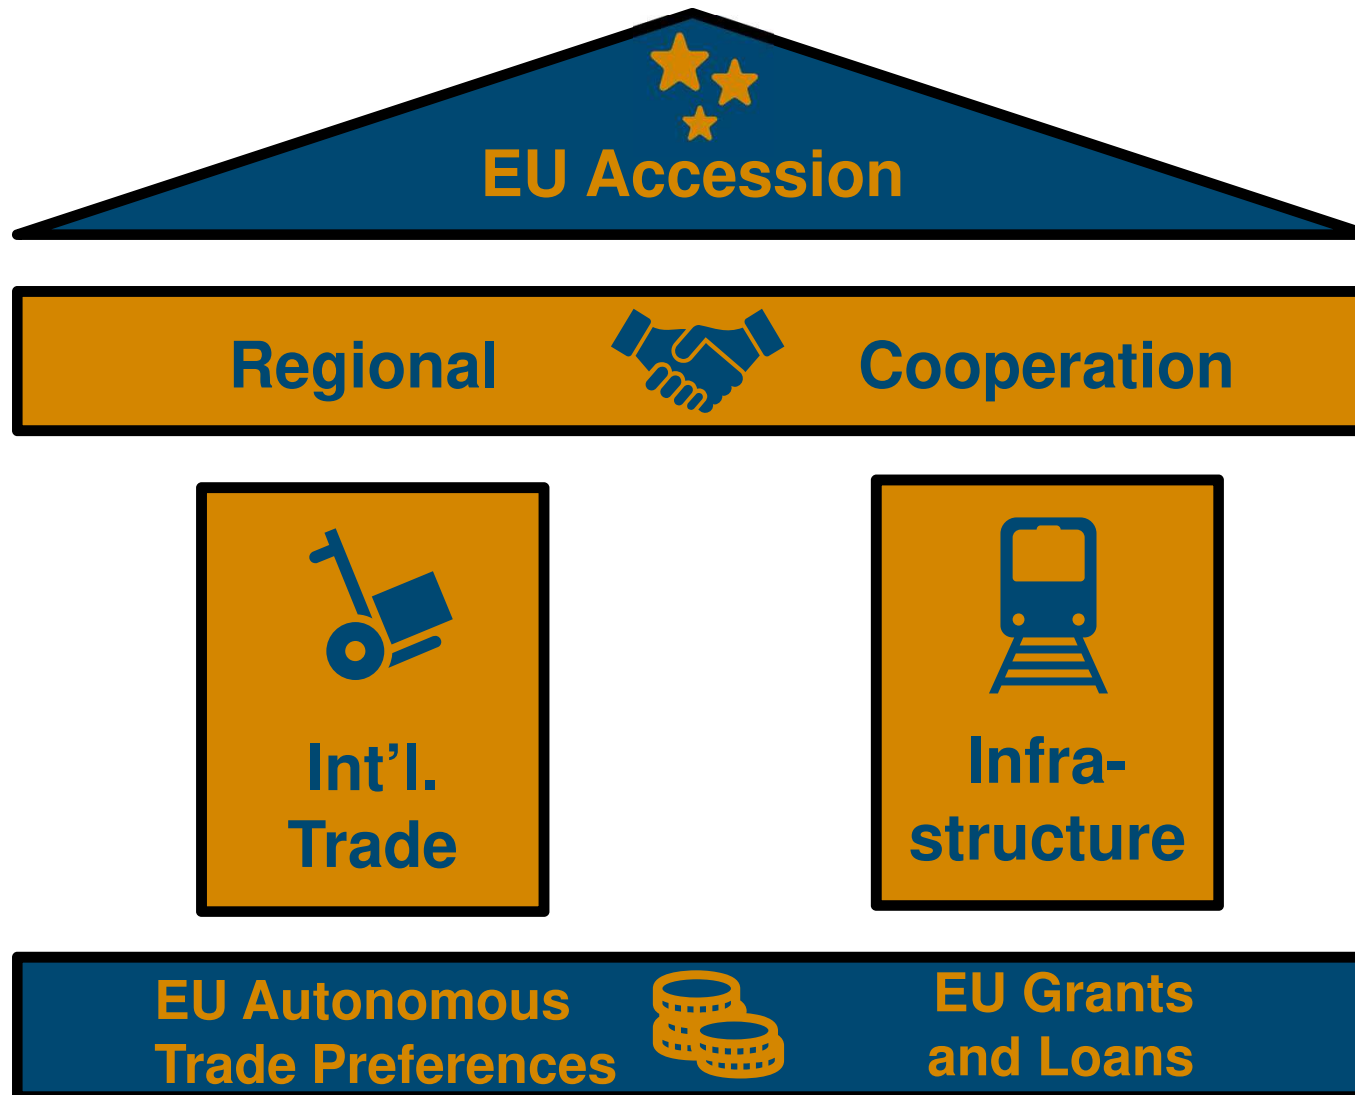 EU Accession
Regional Cooperation
Int’l.
Trade
Infra-
structure
EU Autonomous
Trade Preferences
EU Grants
and Loans